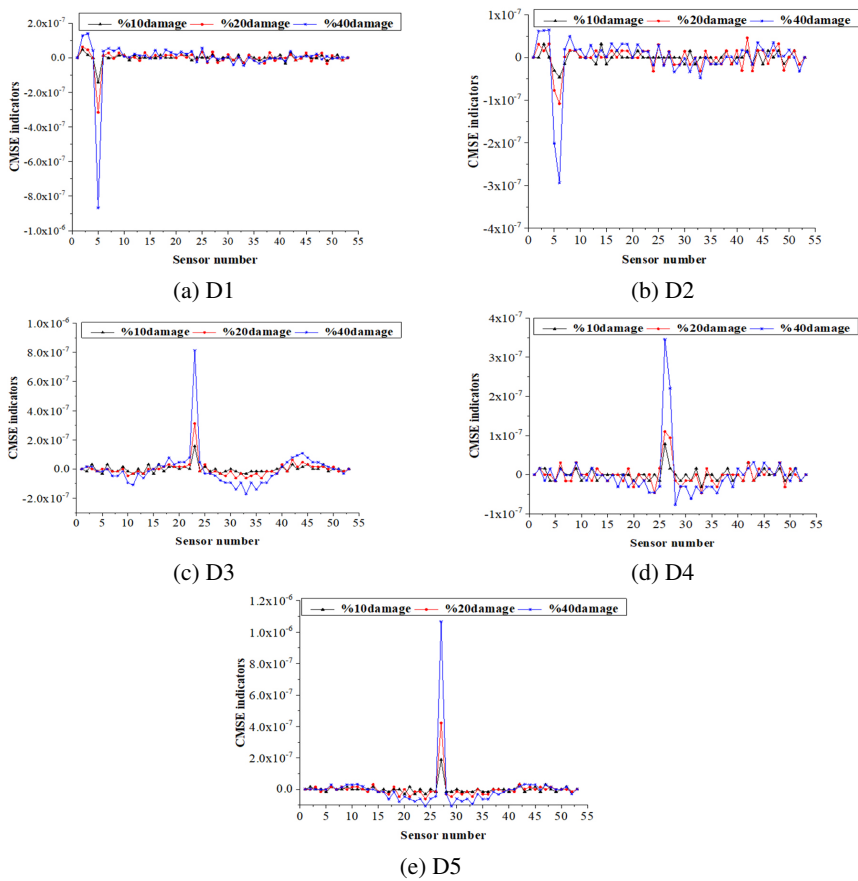 %10damage %20damage %40damage
2.0x10⁻⁷
0.0
-2.0x10⁻⁷
-4.0x10⁻⁷
-6.0x10⁻⁷
-8.0x10⁻⁷
-1.0x10⁻⁶
CMSE indicators
0 5 10 15 20 25 30 35 40 45 50 55
Sensor number
(a) D1
%10damage %20damage %40damage
1x10⁻⁷
0
-1x10⁻⁷
-2x10⁻⁷
-3x10⁻⁷
-4x10⁻⁷
CMSE indicators
0 5 10 15 20 25 30 35 40 45 50 55
Sensor number
(b) D2
%10damage %20damage %40damage
1.0x10⁻⁶
8.0x10⁻⁷
6.0x10⁻⁷
4.0x10⁻⁷
2.0x10⁻⁷
0.0
-2.0x10⁻⁷
CMSE indicators
0 5 10 15 20 25 30 35 40 45 50 55
Sensor number
(c) D3
%10damage %20damage %40damage
4x10⁻⁷
3x10⁻⁷
2x10⁻⁷
1x10⁻⁷
0
-1x10⁻⁷
CMSE indicators
0 5 10 15 20 25 30 35 40 45 50 55
Sensor number
(d) D4
%10damage %20damage %40damage
1.2x10⁻⁶
1.0x10⁻⁶
8.0x10⁻⁷
6.0x10⁻⁷
4.0x10⁻⁷
2.0x10⁻⁷
0.0
CMSE indicators
0 5 10 15 20 25 30 35 40 45 50 55
Sensor number
(e) D5